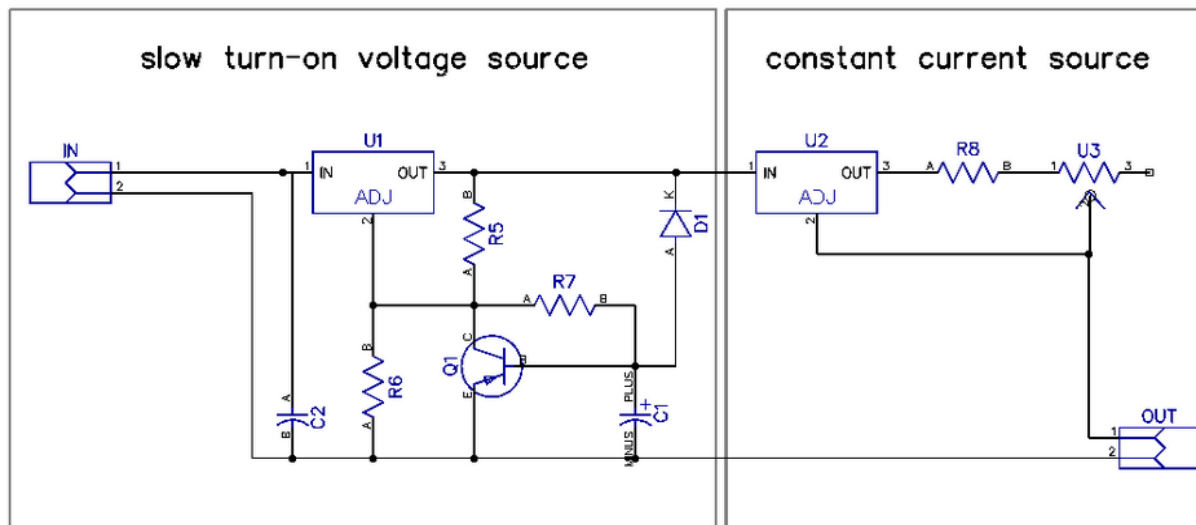 slow turn-on voltage source
constant current source
IN
1
2
U1
1 IN OUT 3
ADJ
2
B
R5
A
K
D1
A
U2
1 IN OUT 3
ADJ
2
A R8 B
1 U3 3
A R7 B
C
Q1
B
E
B
R6
A
A
C2
B
PLUS
+
C1
MINUS
OUT
1
2